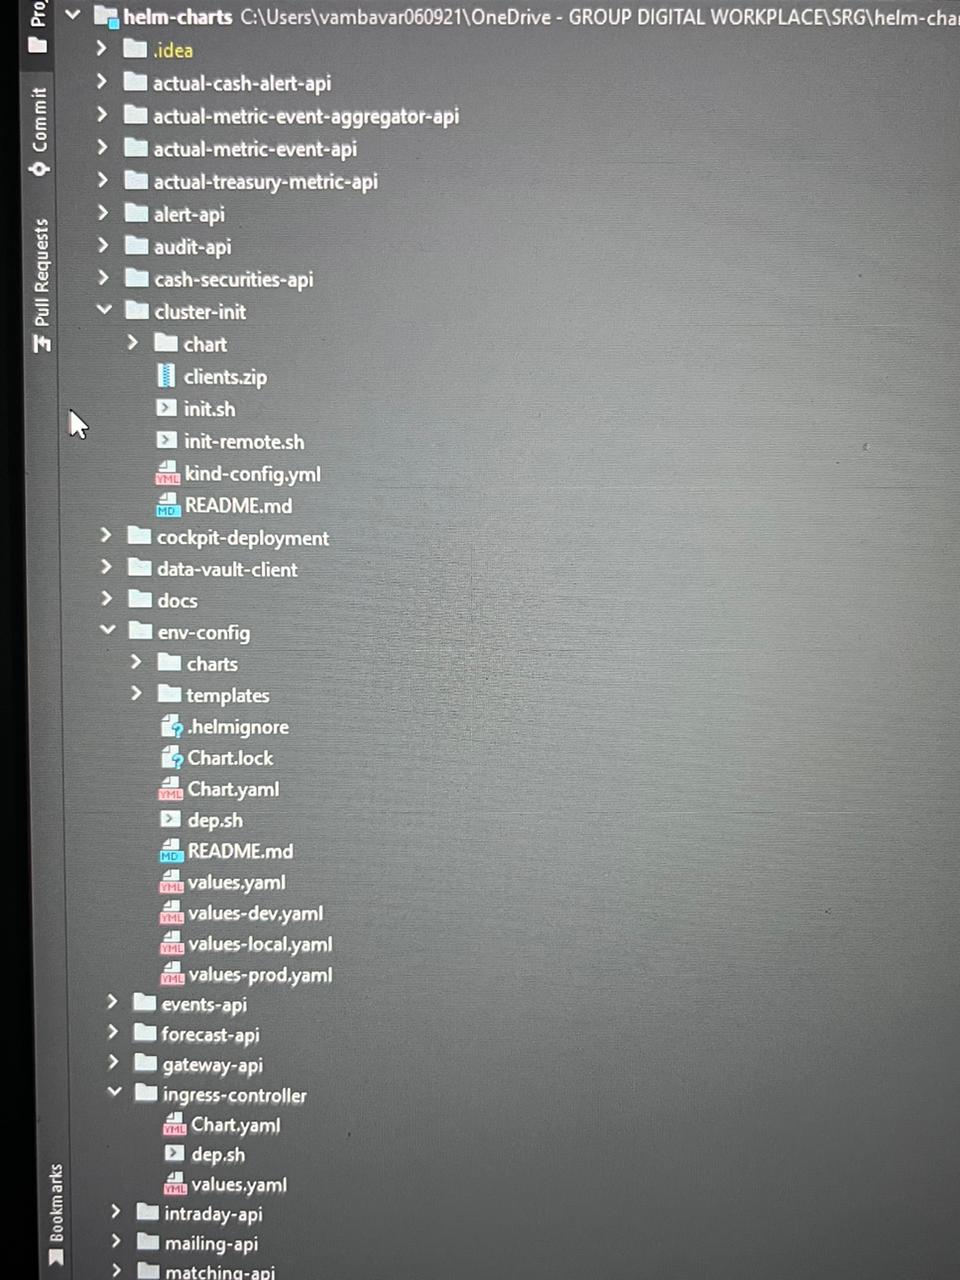 helm-charts C:\Users\vambavar060921\OneDrive - GROUP DIGITAL WORKPLACE\SRG\helm-cha
.idea
actual-cash-alert-api
actual-metric-event-aggregator-api
actual-metric-event-api
actual-treasury-metric-api
alert-api
audit-api
cash-securities-api
cluster-init
chart
clients.zip
init.sh
init-remote.sh
YML kind-config.yml
MD README.md
cockpit-deployment
data-vault-client
docs
env-config
charts
templates
.helmignore
Chart.lock
YML Chart.yaml
dep.sh
MD README.md
YML values.yaml
YML values-dev.yaml
YML values-local.yaml
YML values-prod.yaml
events-api
forecast-api
gateway-api
ingress-controller
YML Chart.yaml
dep.sh
YML values.yaml
intraday-api
mailing-api
matching-api
Pro
Commit
Pull Requests
Bookmarks